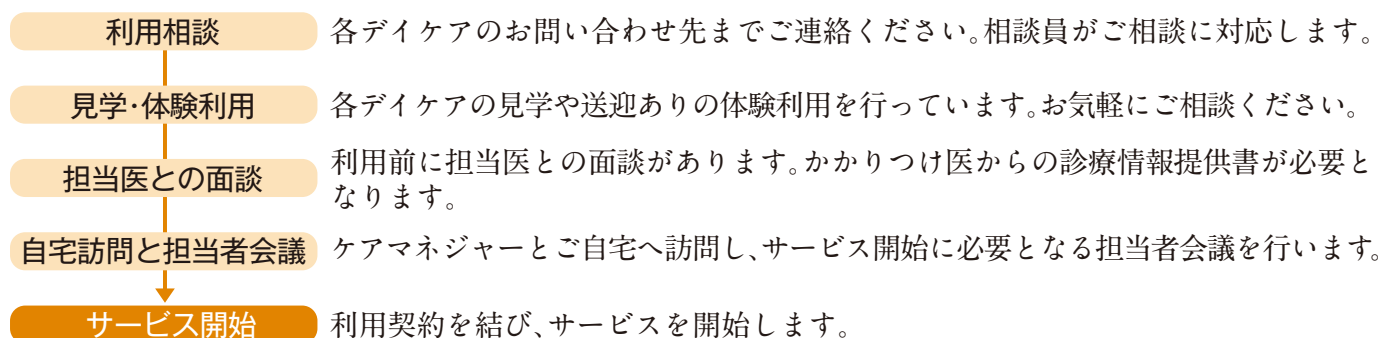 利用相談
各デイケアのお問い合わせ先までご連絡ください。相談員がご相談に対応します。
見学・体験利用
各デイケアの見学や送迎ありの体験利用を行っています。お気軽にご相談ください。
担当医との面談
利用前に担当医との面談があります。かかりつけ医からの診療情報提供書が必要と
なります。
自宅訪問と担当者会議
ケアマネジャーとご自宅へ訪問し、サービス開始に必要となる担当者会議を行います。
サービス開始
利用契約を結び、サービスを開始します。